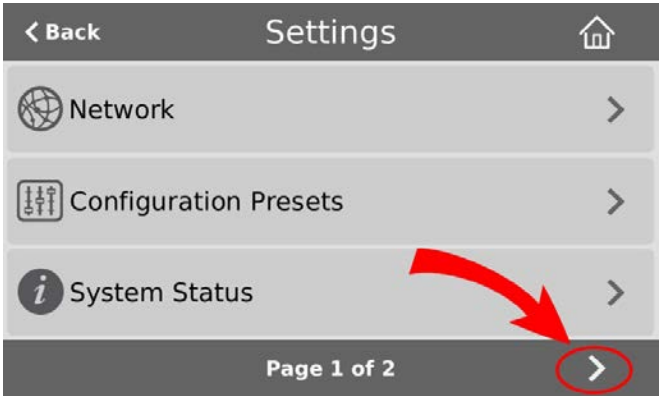 Back Settings
Network
Configuration Presets
System Status
Page 1 of 2